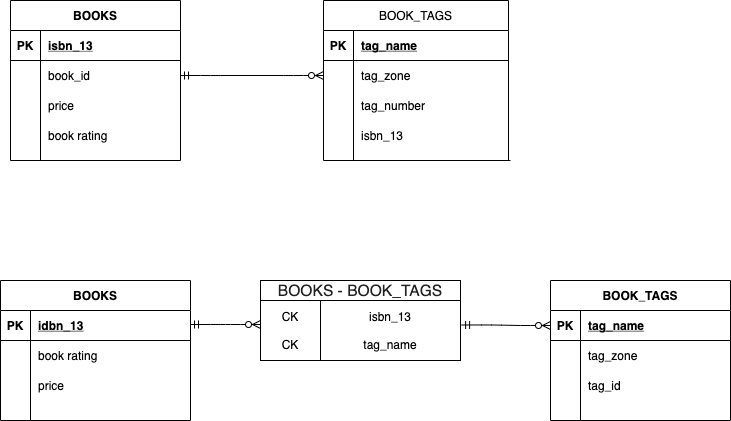 BOOKS
PK isbn_13
book_id
price
book rating
BOOK_TAGS
PK tag_name
tag_zone
tag_number
isbn_13
BOOKS
PK idbn_13
book rating
price
BOOKS - BOOK_TAGS
CK isbn_13
CK tag_name
BOOK_TAGS
PK tag_name
tag_zone
tag_id